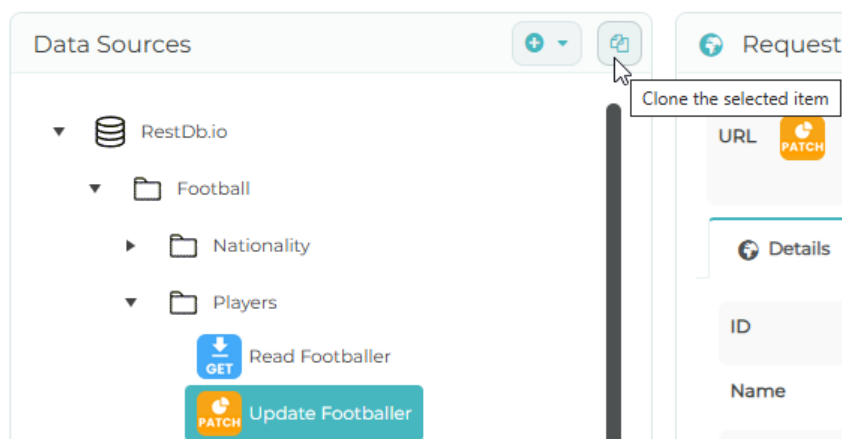 Data Sources
Request
Clone the selected item
RestDb.io
URL
PATCH
Football
Nationality
Details
Players
ID
GET
Read Footballer
Name
PATCH
Update Footballer